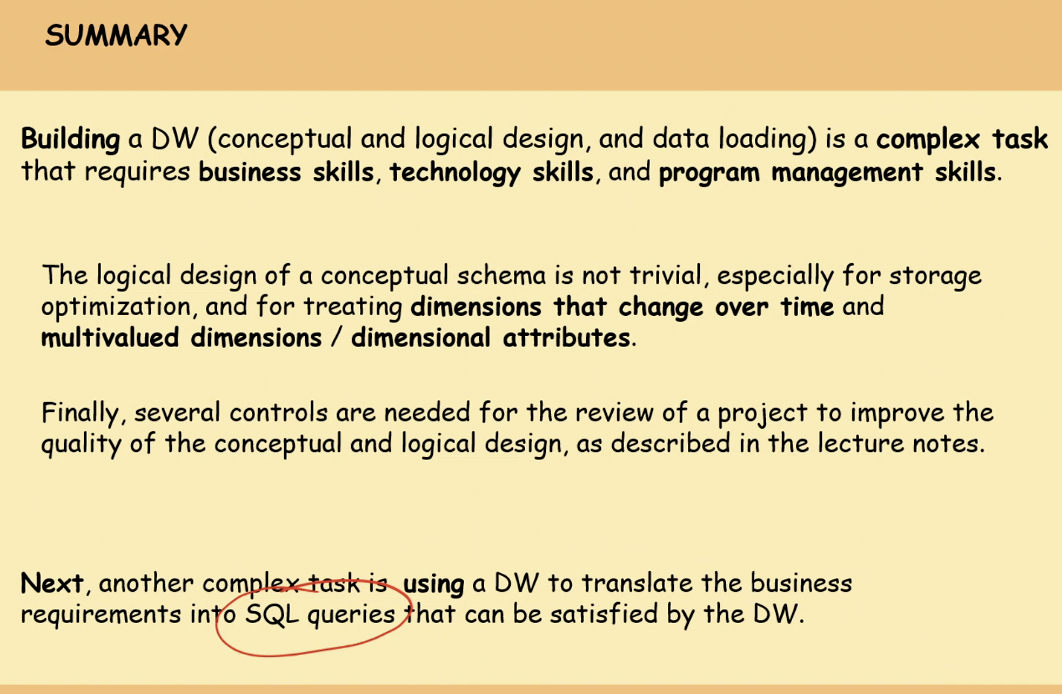 SUMMARY
Building a DW (conceptual and logical design, and data loading) is a complex task
that requires business skills, technology skills, and program management skills.
The logical design of a conceptual schema is not trivial, especially for storage
optimization, and for treating dimensions that change over time and
multivalued dimensions / dimensional attributes.
Finally, several controls are needed for the review of a project to improve the
quality of the conceptual and logical design, as described in the lecture notes.
Next, another complex task is using a DW to translate the business
requirements into SQL queries that can be satisfied by the DW.